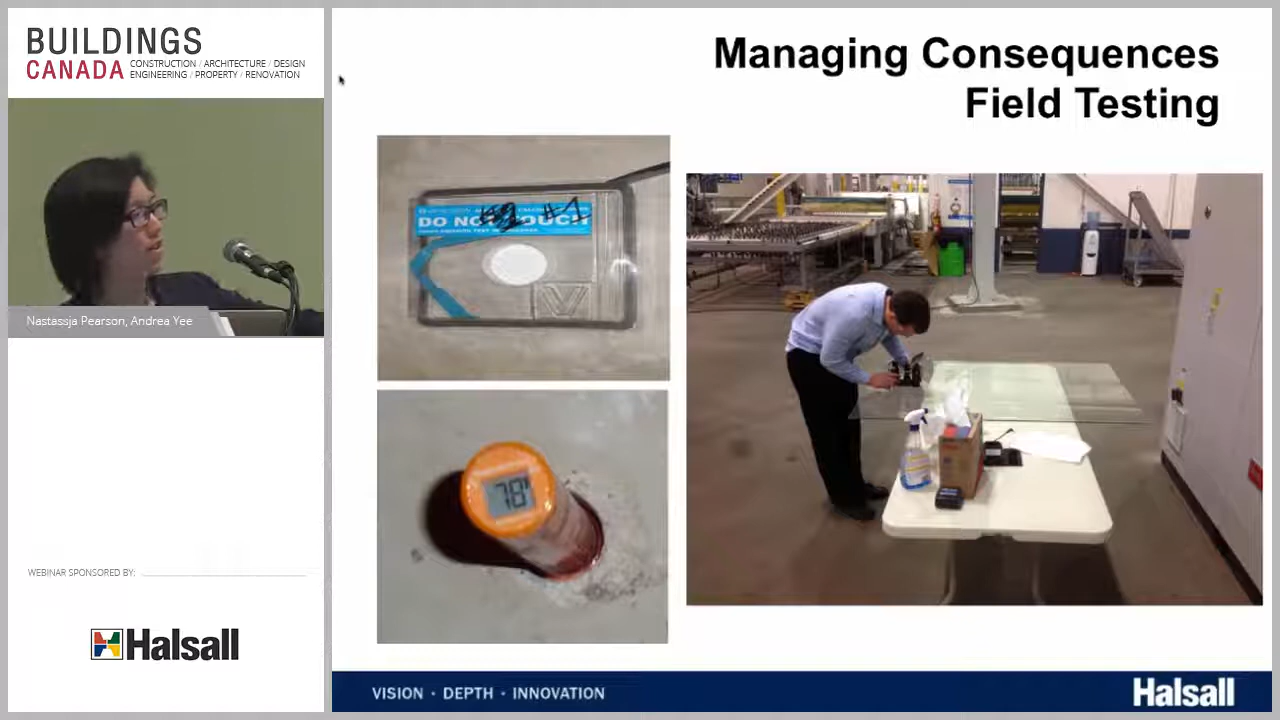 BUILDINGS
CANADA CONSTRUCTION / ARCHITECTURE / DESIGN
ENGINEERING / PROPERTY / RENOVATION
Nastassja Pearson, Andrea Yee
WEBINAR SPONSORED BY:
Halsall
Managing Consequences
Field Testing
DO NOT TOUCH
78
VISION · DEPTH · INNOVATION
Halsall